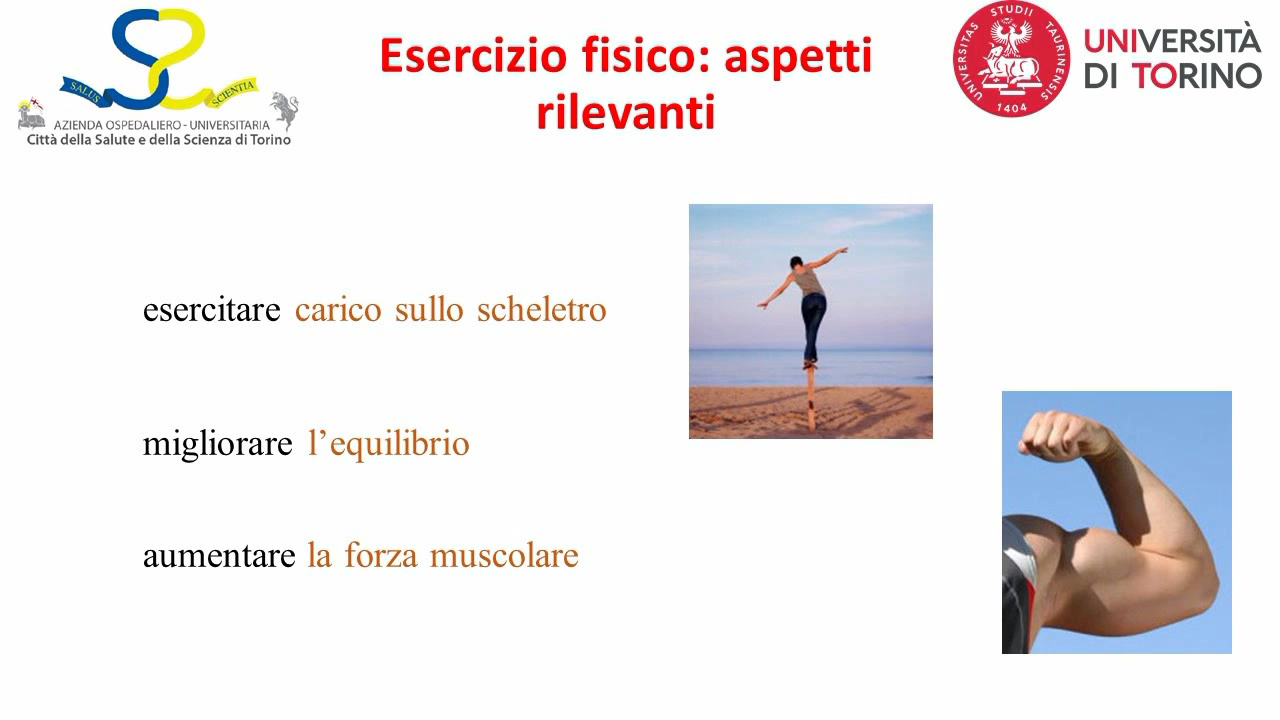 SALUS
SCIENTIA
AZIENDA OSPEDALIERO - UNIVERSITARIA
Città della Salute e della Scienza di Torino
Esercizio fisico: aspetti
rilevanti
UNIVERSITAS STUDII TAURINENSIS
1404
UNIVERSITÀ
DI TORINO
esercitare carico sullo scheletro
migliorare l’equilibrio
aumentare la forza muscolare